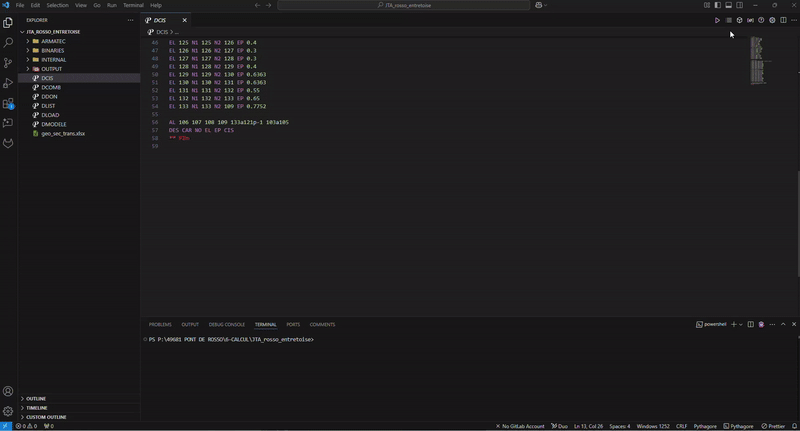 File Edit Selection View Go Run Terminal Help
JTA_rosso_entretoise
EXPLORER
JTA_ROSSO_ENTRETOISE
ARMATEC
BINARIES
INTERNAL
OUTPUT
DCIS
DCOMB
DDON
DLIST
DLOAD
DMODELE
geo_sec_trans.xlsx
OUTLINE
TIMELINE
CUSTOM OUTLINE
DCIS
DCIS > ...
46 EL 125 N1 125 N2 126 EP 0.4
47 EL 126 N1 126 N2 127 EP 0.3
48 EL 127 N1 127 N2 128 EP 0.3
49 EL 128 N1 128 N2 129 EP 0.4
50 EL 129 N1 129 N2 130 EP 0.6363
51 EL 130 N1 130 N2 131 EP 0.6363
52 EL 131 N1 131 N2 132 EP 0.55
53 EL 132 N1 132 N2 133 EP 0.65
54 EL 133 N1 133 N2 109 EP 0.7752
55
56 AL 106 107 108 109 133a121p-1 103a105
57 DES CAR NO EL EP CIS
58
59
PROBLEMS OUTPUT DEBUG CONSOLE TERMINAL PORTS COMMENTS
powershell
PS P:\49681 PONT DE ROSSO\6-CALCUL\JTA_rosso_entretoise>
0 0 0
No GitLab Account
Duo
Ln 13, Col 28
Spaces: 4
Windows 1252
CRLF
Pythagore
Pythagore
Prettier